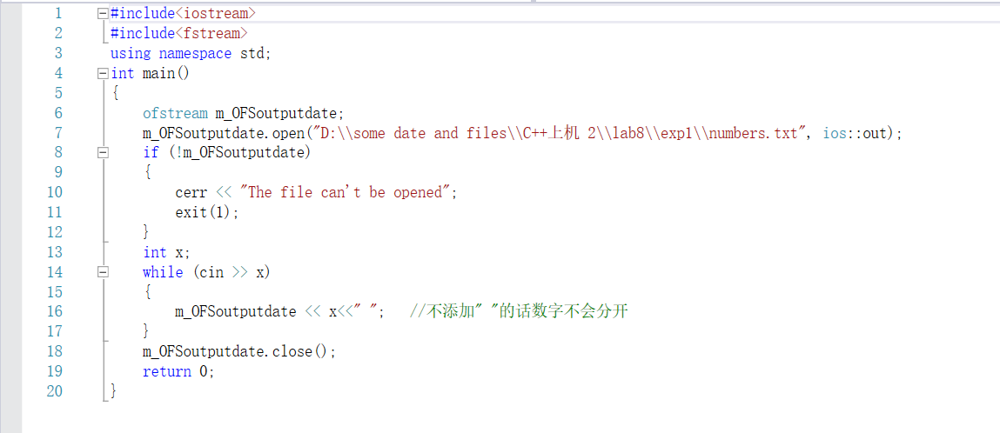 1 #include<iostream>
2 #include<fstream>
3 using namespace std;
4 int main()
5 {
6 ofstream m_OFSoutputdate;
7 m_OFSoutputdate.open("D:\\some date and files\\C++上机 2\\lab8\\exp1\\numbers.txt", ios::out);
8 if (!m_OFSoutputdate)
9 {
10 cerr << "The file can't be opened";
11 exit(1);
12 }
13 int x;
14 while (cin >> x)
15 {
16 m_OFSoutputdate << x<<" "; //不添加" "的话数字不会分开
17 }
18 m_OFSoutputdate.close();
19 return 0;
20 }